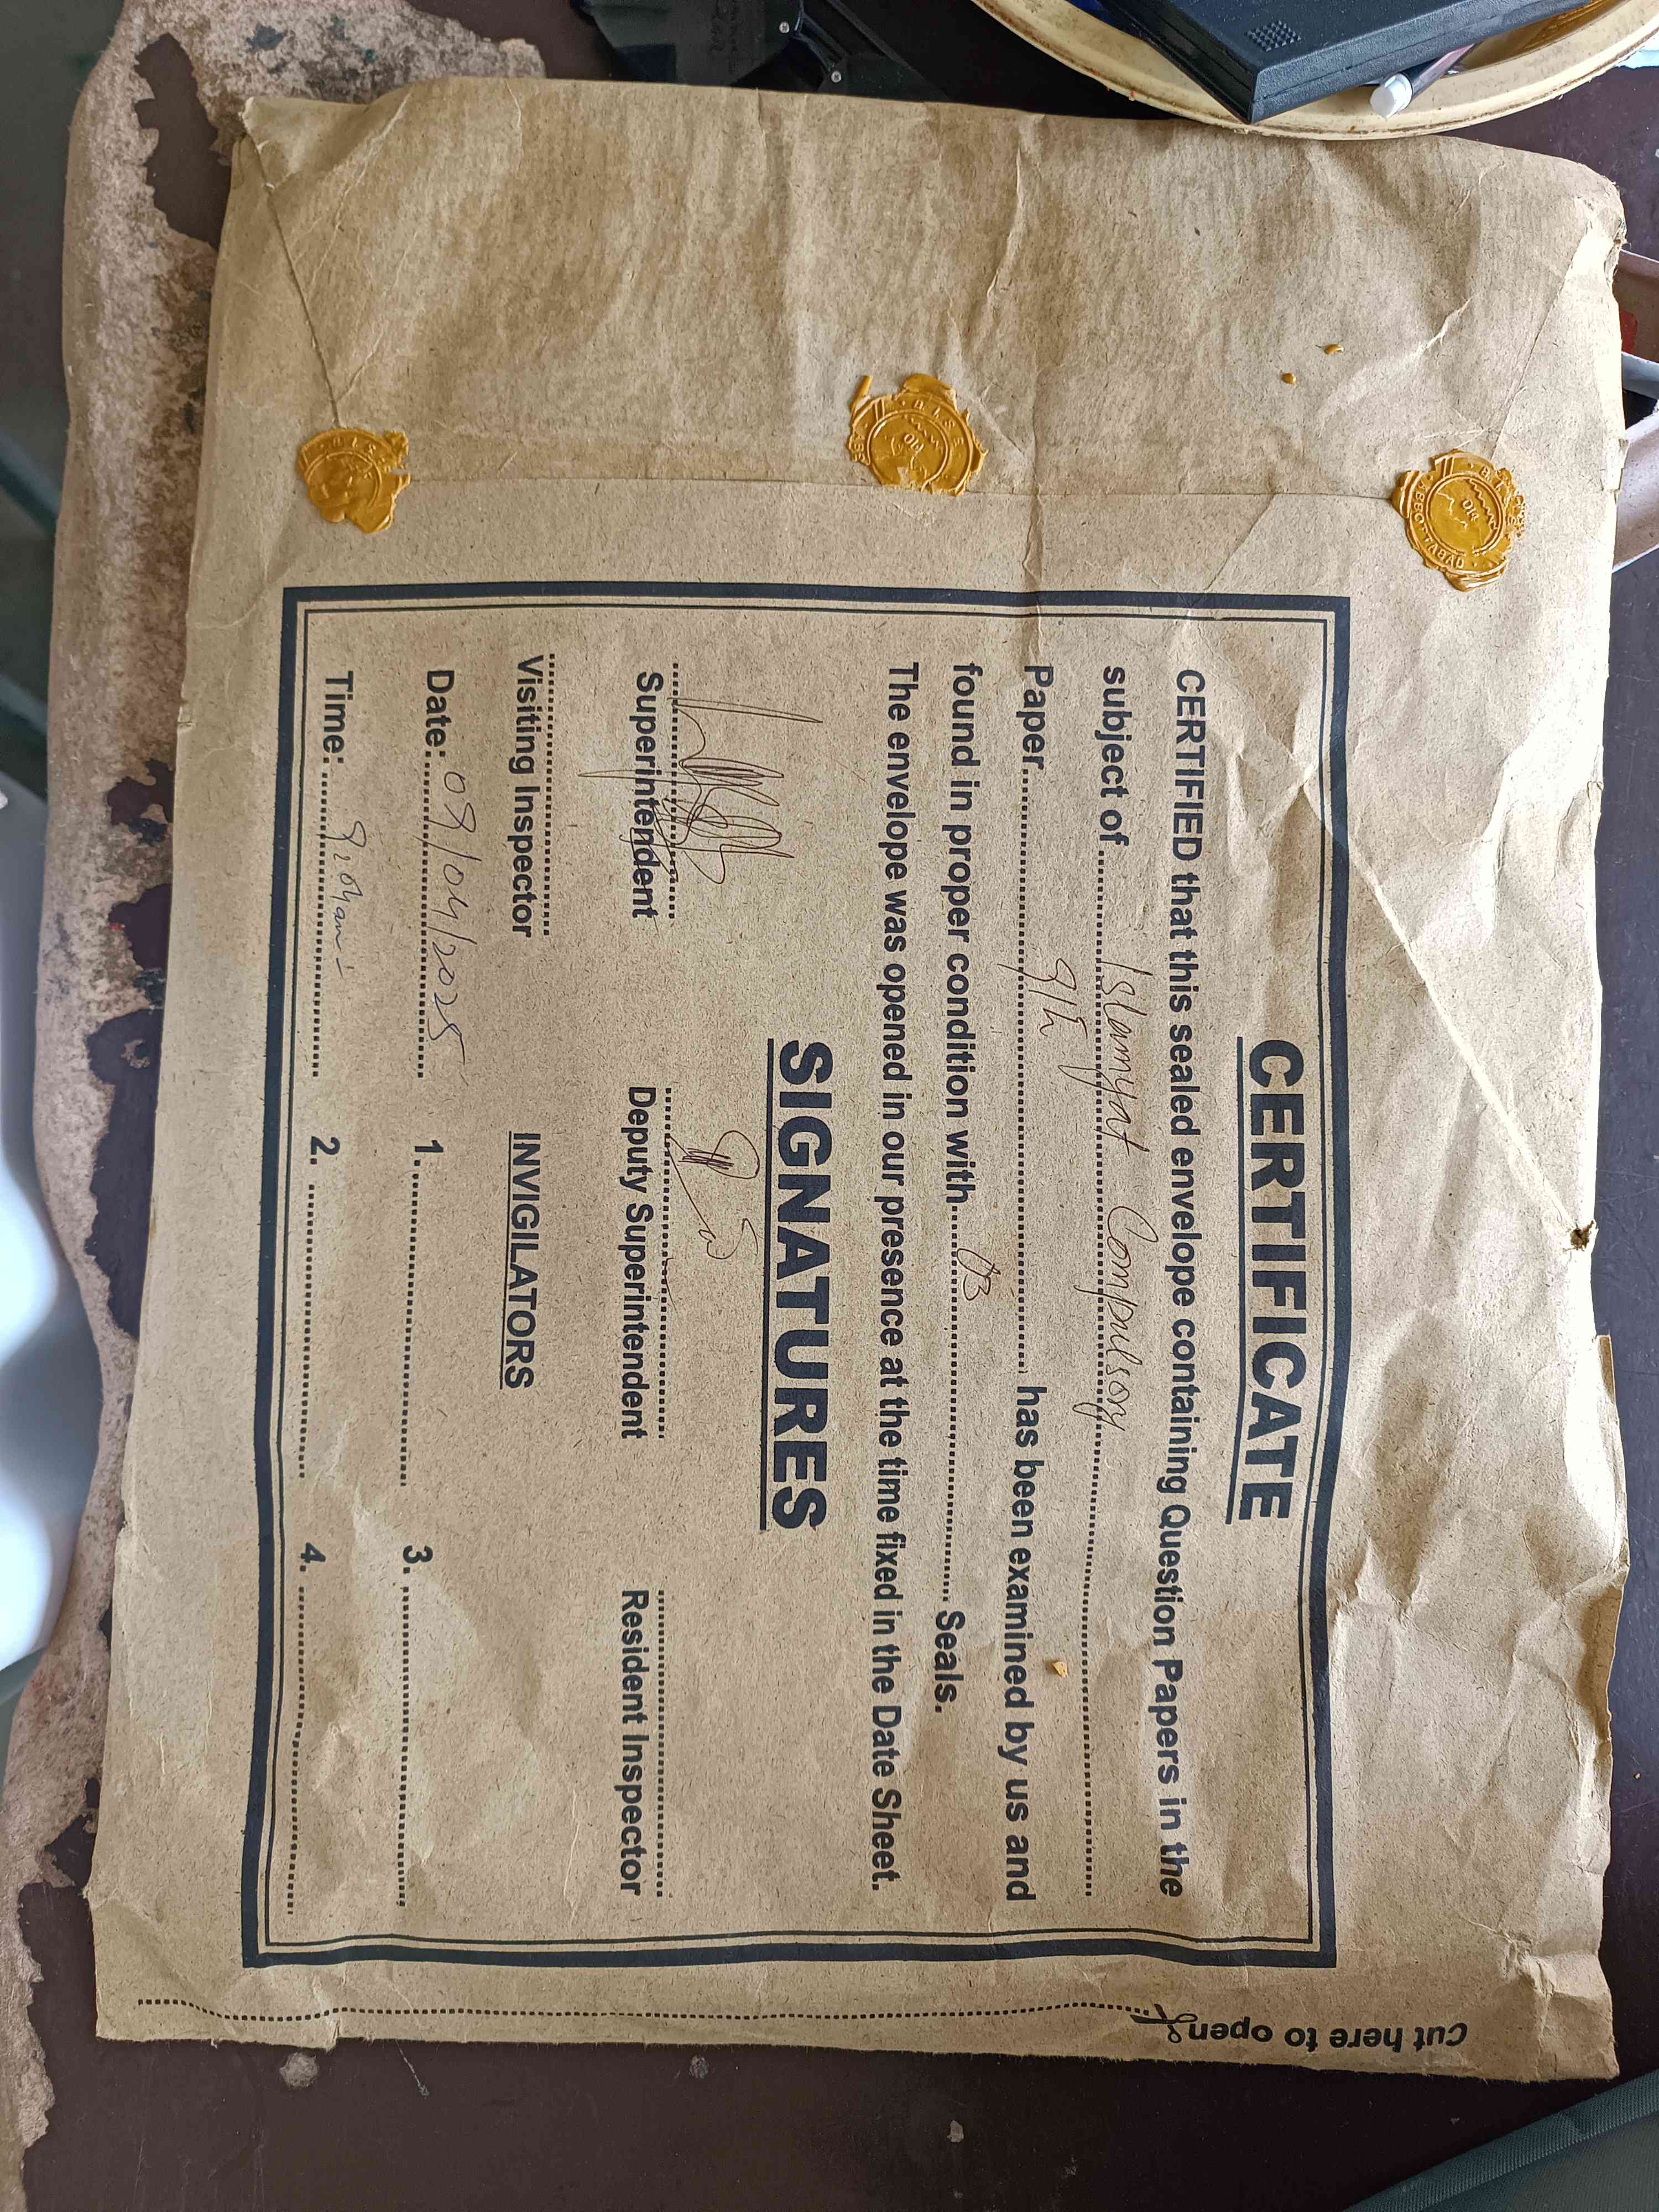 CERTIFICATE
CERTIFIED that this sealed envelope containing Question Papers in the
subject of ........ Islamyat Compulsory ........
Paper........ 9th ........ has been examined by us and
found in proper condition with........ 03 ........ Seals.
The envelope was opened in our presence at the time fixed in the Date Sheet.
SIGNATURES
Superintendent
Deputy Superintendent
Resident Inspector
Visiting Inspector
INVIGILATORS
Date: 09/04/2025
1. ........ 3. ........
Time: ........
2. ........ 4. ........
Cut here to open
B.I.S.E
ABBOTTABAD